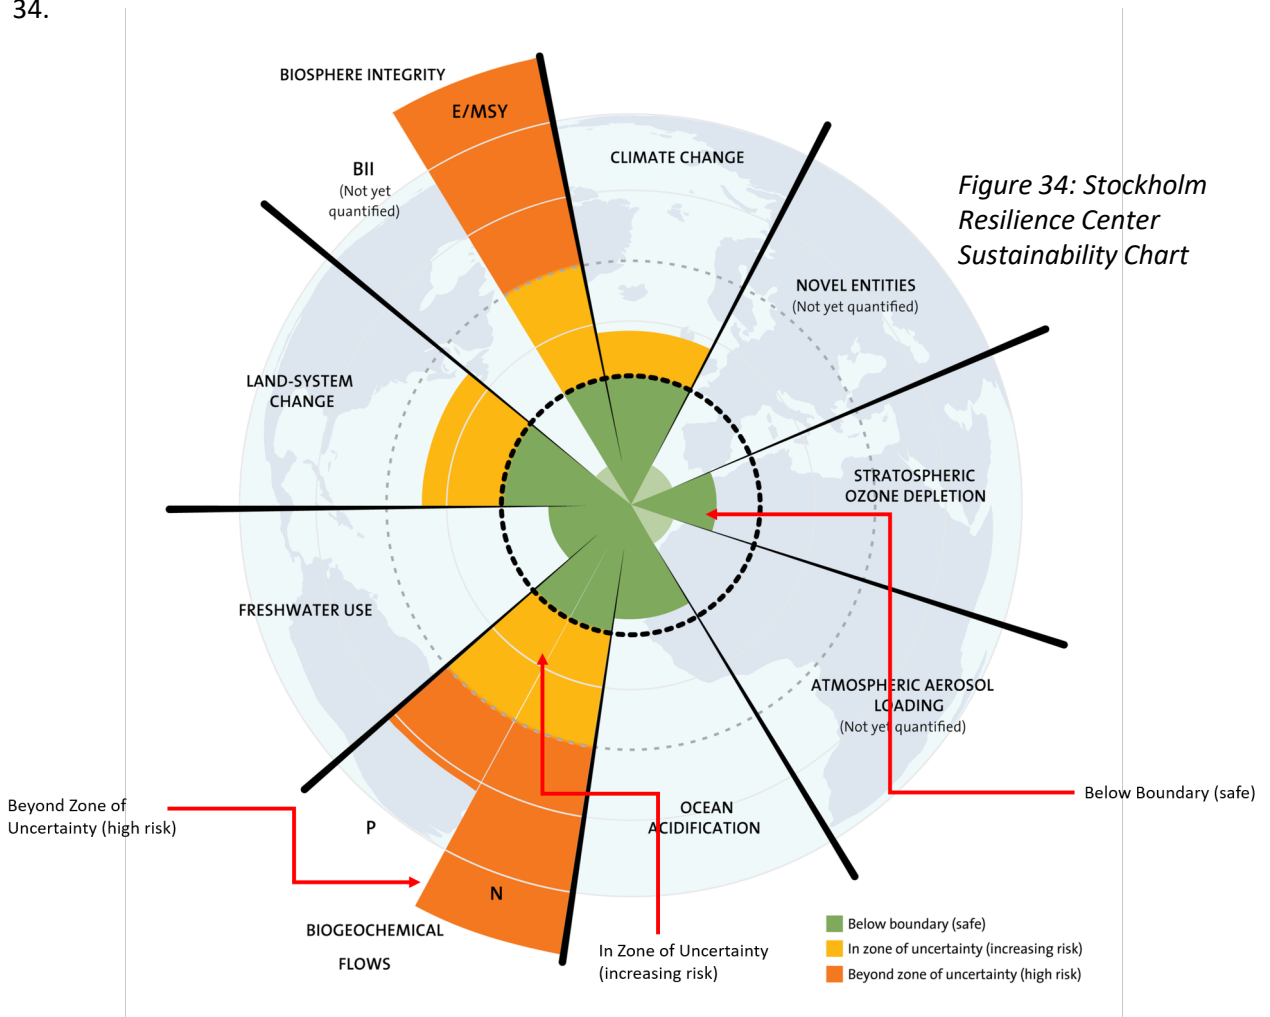 34.
BIOSPHERE INTEGRITY
E/MSY
BII
(Not yet
quantified)
CLIMATE CHANGE
Figure 34: Stockholm
Resilience Center
Sustainability Chart
NOVEL ENTITIES
(Not yet quantified)
LAND-SYSTEM
CHANGE
STRATOSPHERIC
OZONE DEPLETION
FRESHWATER USE
ATMOSPHERIC AEROSOL
LOADING
(Not yet quantified)
Below Boundary (safe)
Beyond Zone of
Uncertainty (high risk)
P
OCEAN
ACIDIFICATION
N
BIOGEOCHEMICAL
FLOWS
In Zone of Uncertainty
(increasing risk)
Below boundary (safe)
In zone of uncertainty (increasing risk)
Beyond zone of uncertainty (high risk)